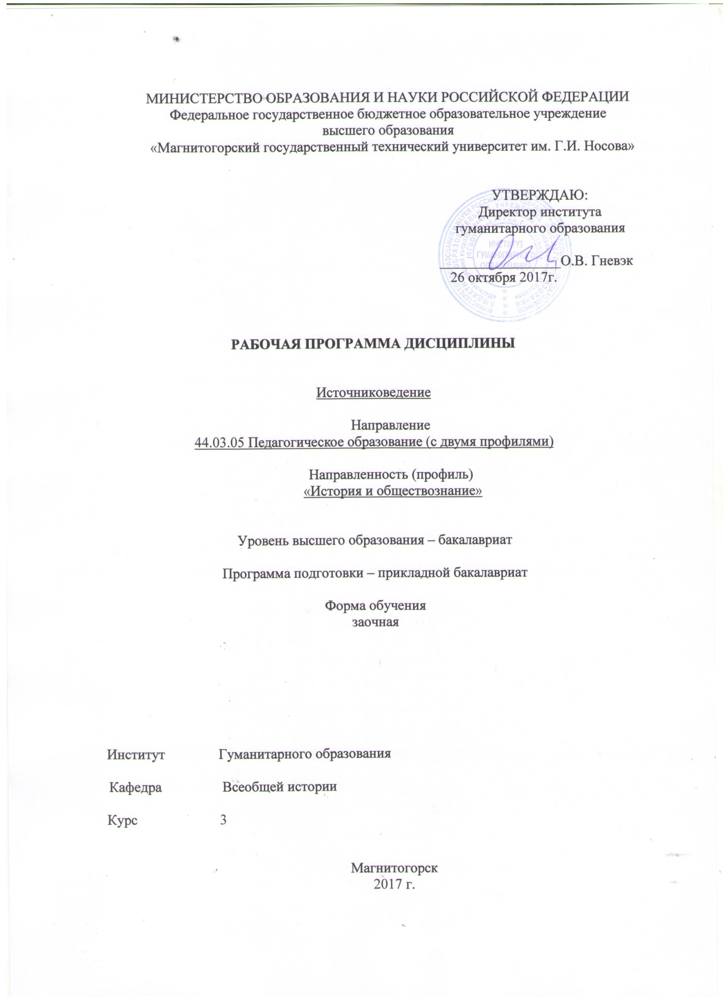 МИНИСТЕРСТВО ОБРАЗОВАНИЯ И НАУКИ РОССИЙСКОЙ ФЕДЕРАЦИИ
Федеральное государственное бюджетное образовательное учреждение
высшего образования
«Магнитогорский государственный технический университет им. Г.И. Носова»
УТВЕРЖДАЮ:
Директор института
гуманитарного образования
ИНСТИТУТ
ГУМАНИТАРНОГО
ОБРАЗОВАНИЯ
О.В. Гневэк
26 октября 2017г.
РАБОЧАЯ ПРОГРАММА ДИСЦИПЛИНЫ
Источниковедение
Направление
44.03.05 Педагогическое образование (с двумя профилями)
Направленность (профиль)
«История и обществознание»
Уровень высшего образования – бакалавриат
Программа подготовки – прикладной бакалавриат
Форма обучения
заочная
Институт Гуманитарного образования
Кафедра Всеобщей истории
Курс 3
Магнитогорск
2017 г.